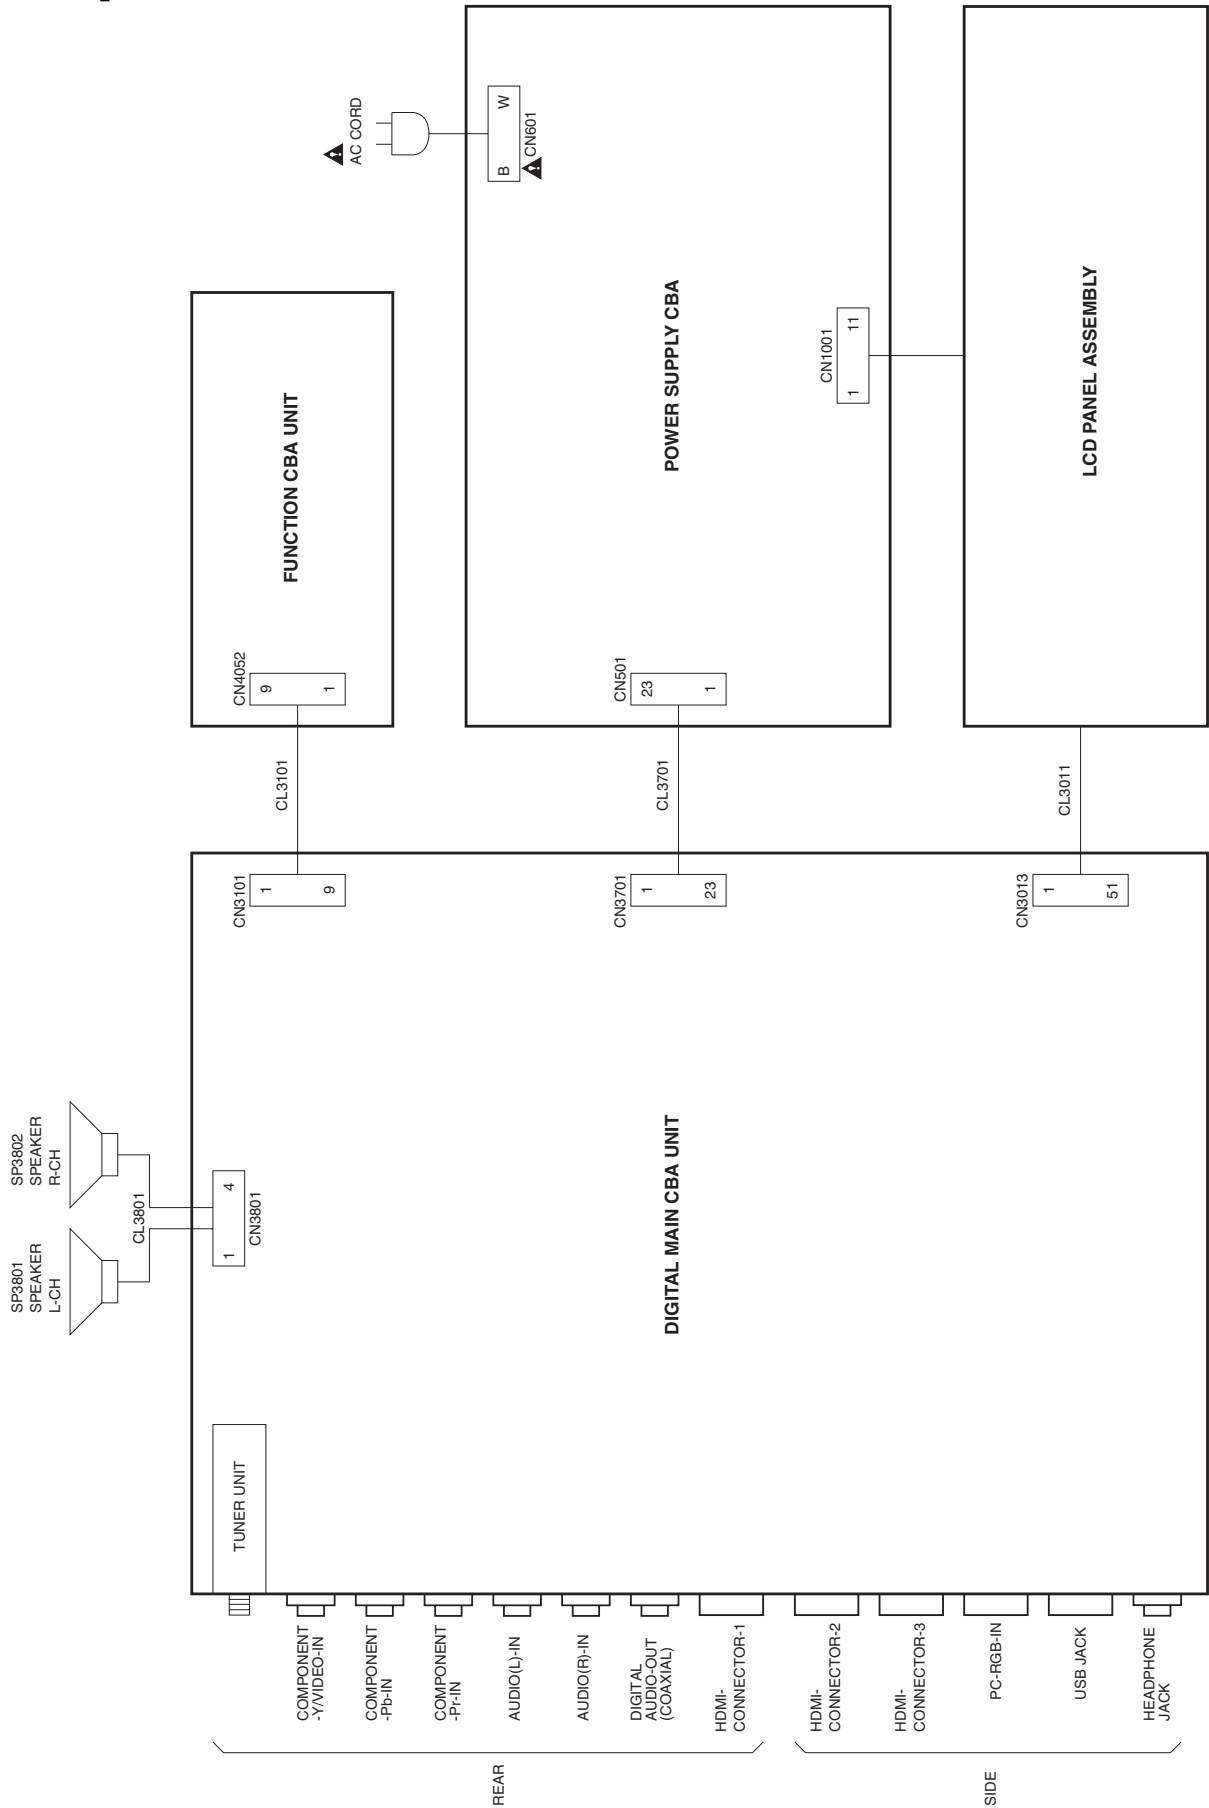 SP3801
SPEAKER
L-CH
SP3802
SPEAKER
R-CH
CL3801
1 4
CN3801
TUNER UNIT
DIGITAL MAIN CBA UNIT
REAR
COMPONENT
-Y/VIDEO-IN
COMPONENT
-Pb-IN
COMPONENT
-Pr-IN
AUDIO(L)-IN
AUDIO(R)-IN
DIGITAL
AUDIO-OUT
(COAXIAL)
HDMI-
CONNECTOR-1
SIDE
HDMI-
CONNECTOR-2
HDMI-
CONNECTOR-3
PC-RGB-IN
USB JACK
HEADPHONE
JACK
CN3101
1
9
CL3101
CN4052
9
1
FUNCTION CBA UNIT
CN3701
1
23
CL3701
CN501
23
1
POWER SUPPLY CBA
AC CORD
B W
CN601
CN1001
1 11
CN3013
1
51
CL3011
LCD PANEL ASSEMBLY